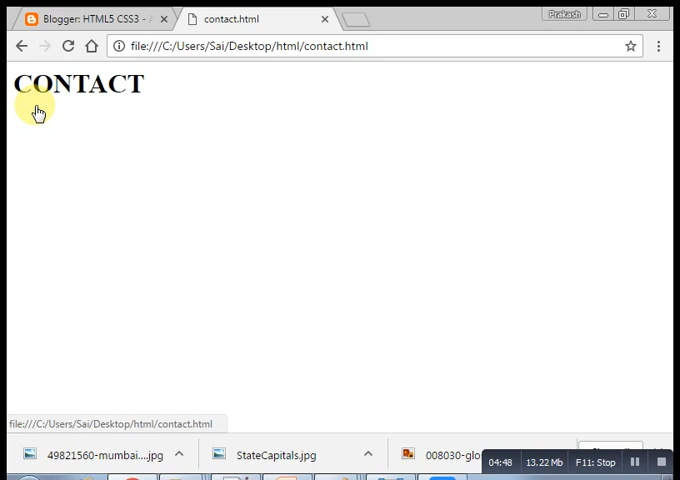 Blogger: HTML5 CSS3 -
contact.html
Prakash
file:///C:/Users/Sai/Desktop/html/contact.html
CONTACT
file:///C:/Users/Sai/Desktop/html/contact.html
49821560-mumbai....jpg
StateCapitals.jpg
008030-glo
04:48
13.22 Mb
F11: Stop